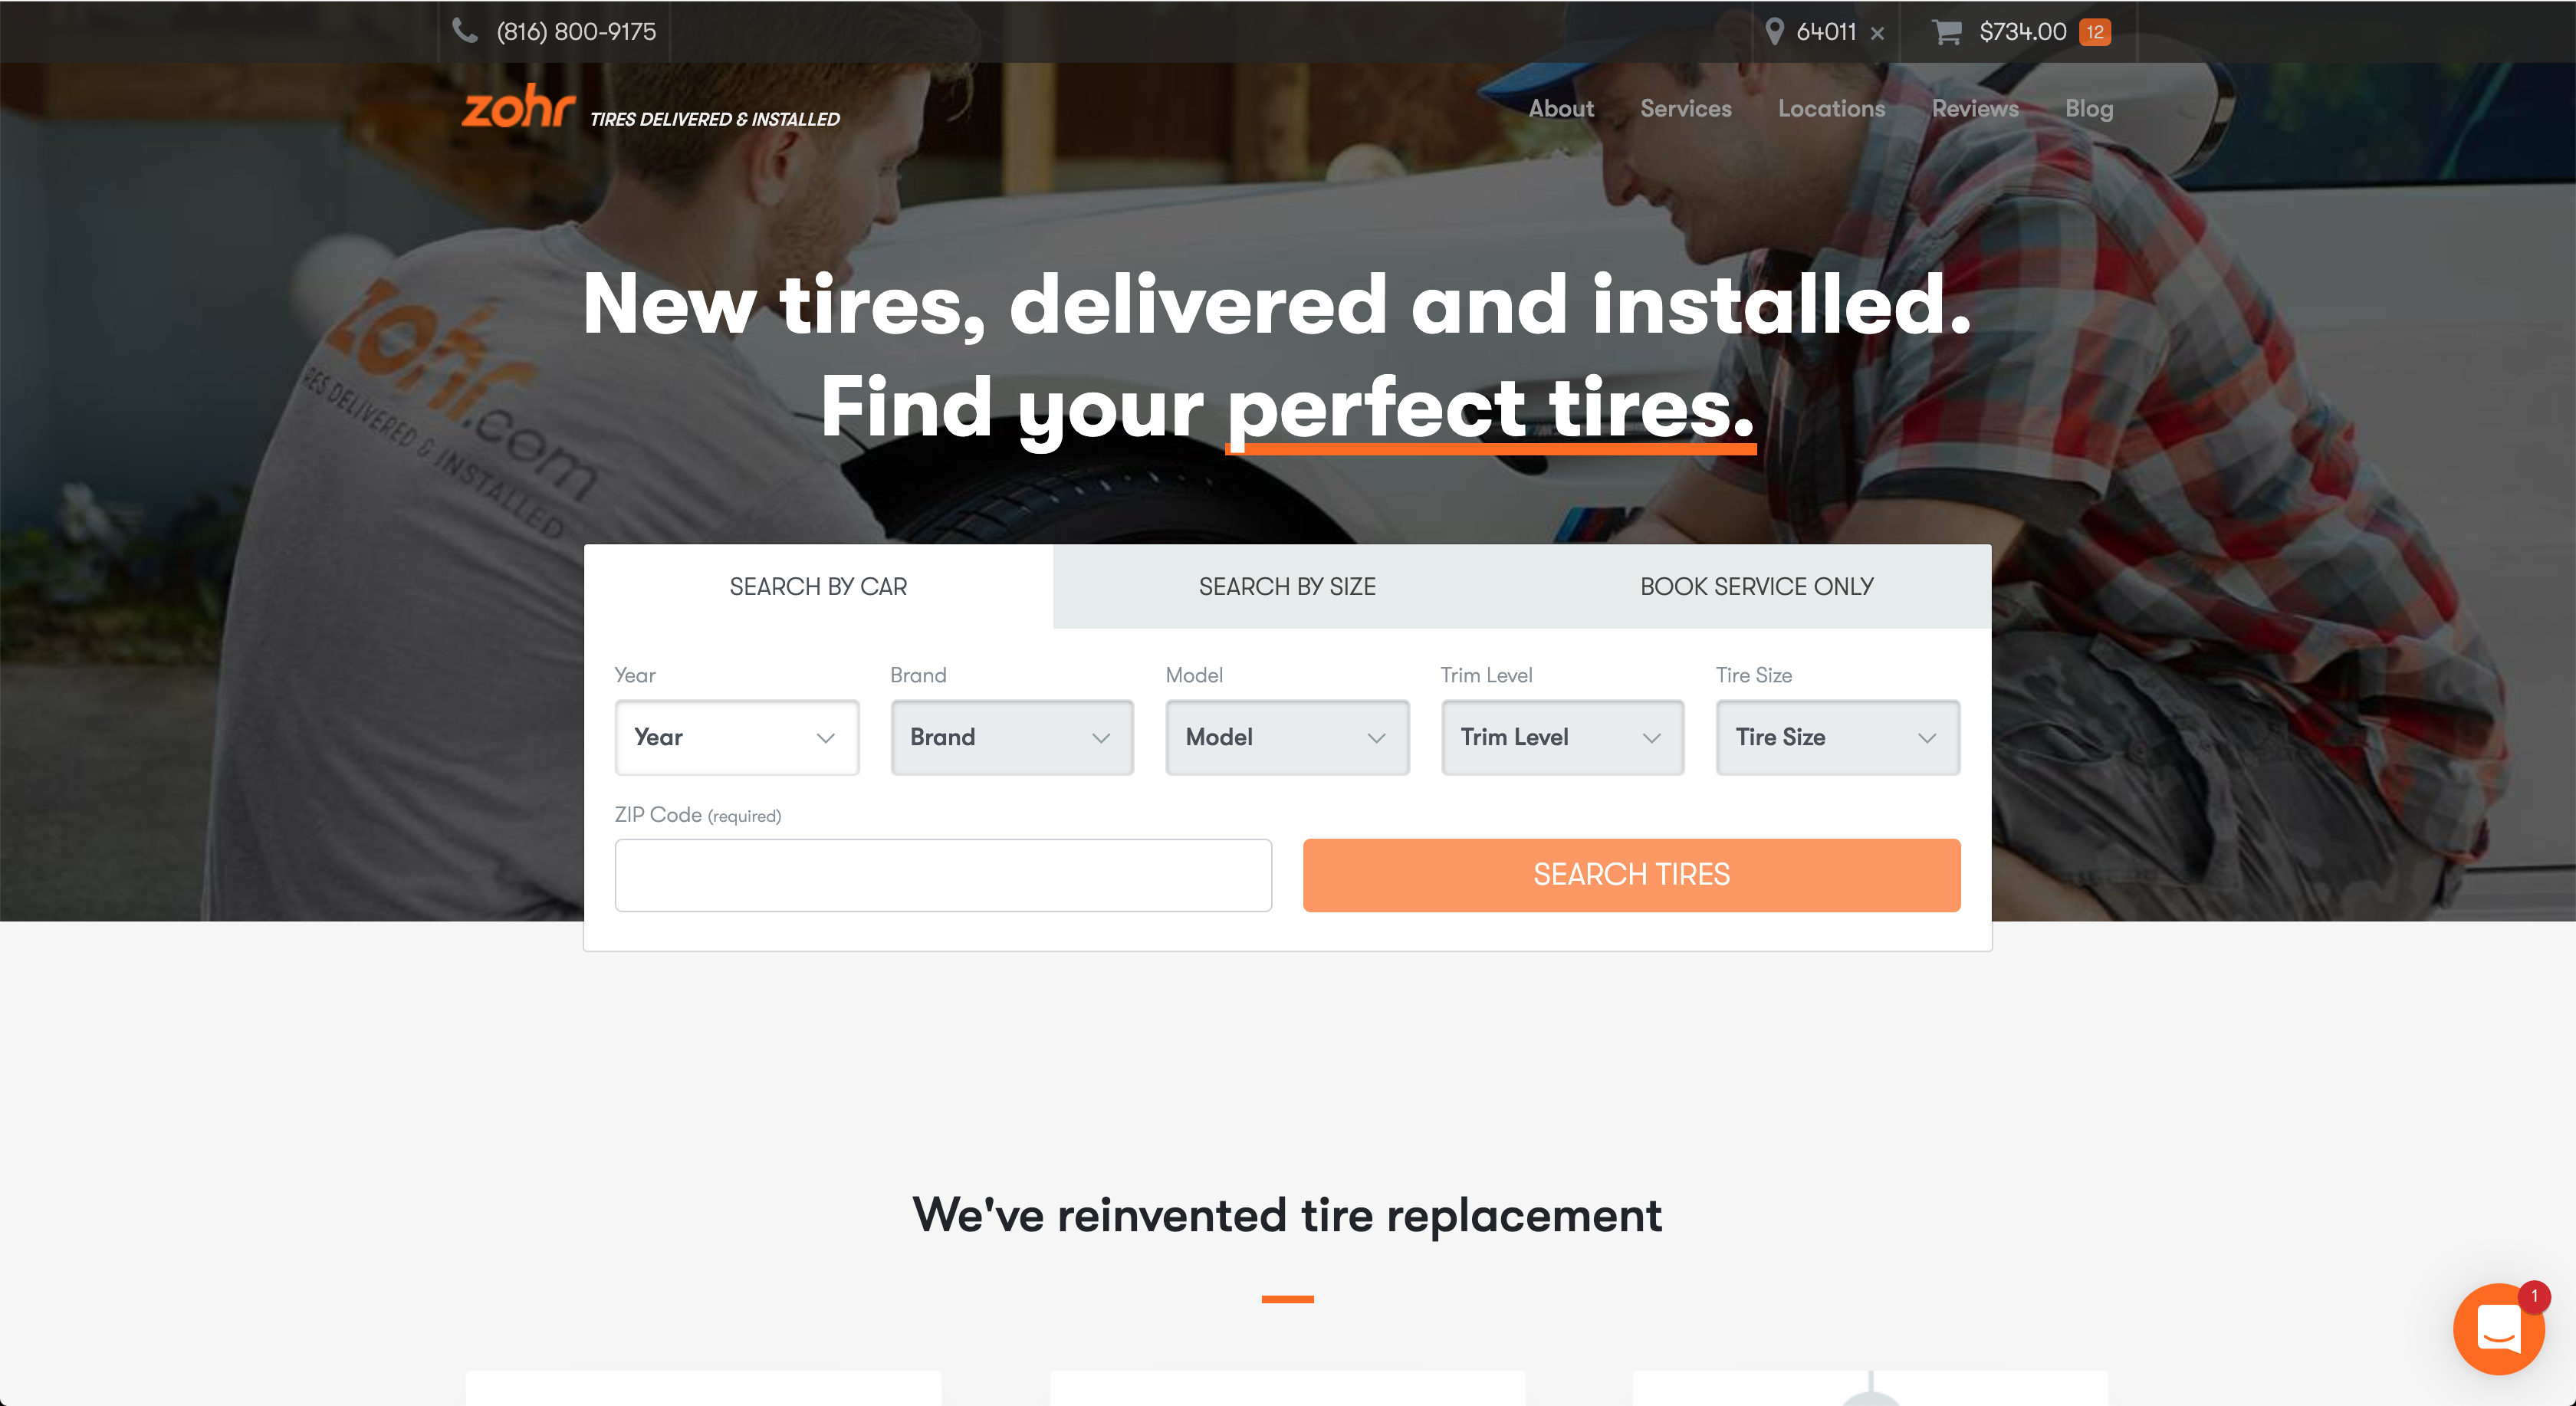 (816) 800-9175
64011 ×
$734.00 12
zohr TIRES DELIVERED & INSTALLED
About Services Locations Reviews Blog
New tires, delivered and installed.
Find your perfect tires.
zohr.com
RES DELIVERED & INSTALLED
SEARCH BY CAR SEARCH BY SIZE BOOK SERVICE ONLY
Year Brand Model Trim Level Tire Size
Year Brand Model Trim Level Tire Size
ZIP Code (required)
SEARCH TIRES
We've reinvented tire replacement
1